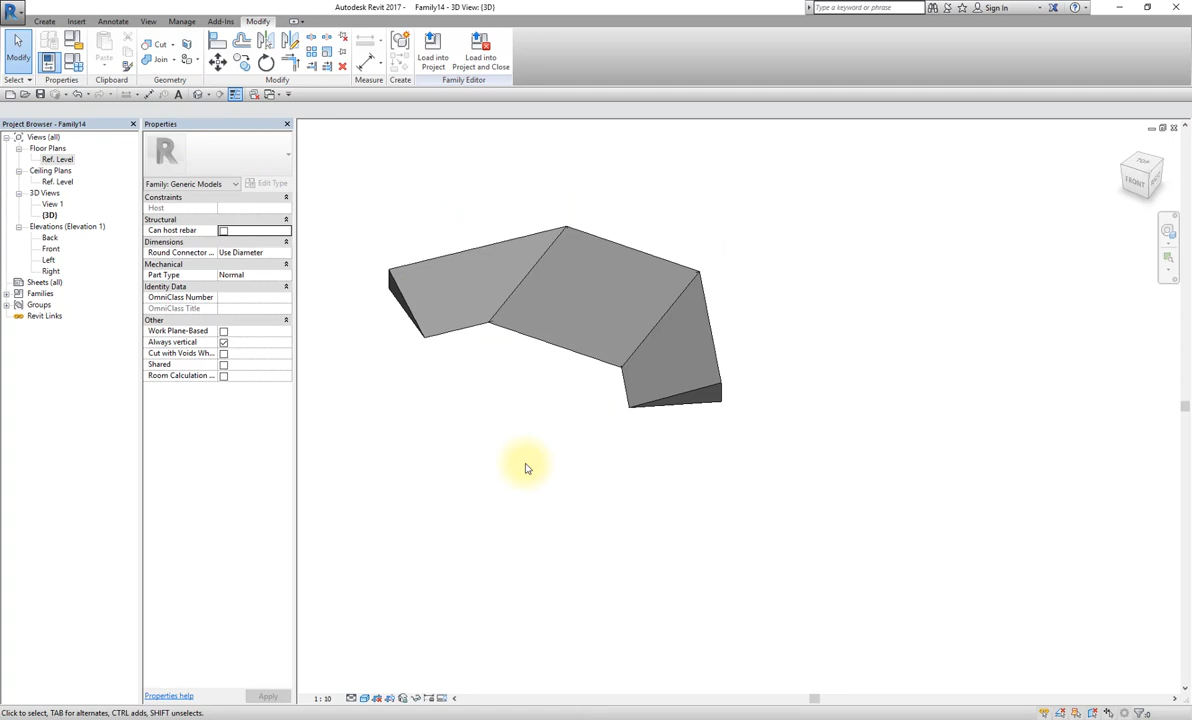 Autodesk Revit 2017 - Family14 - 3D View: {3D}
Type a keyword or phrase
Sign In
Create Insert Annotate View Manage Add-Ins Modify
Modify
Paste
Cut
Join
Load into Project
Load into Project and Close
Select Properties Clipboard Geometry Modify Measure Create Family Editor
Project Browser - Family14
Views (all)
Floor Plans
Ref. Level
Ceiling Plans
Ref. Level
3D Views
View 1
{3D}
Elevations (Elevation 1)
Back
Front
Left
Right
Sheets (all)
Families
Groups
Revit Links
Properties
R
Family: Generic Models
Edit Type
Constraints
Host
Structural
Can host rebar
Dimensions
Round Connector ... Use Diameter
Mechanical
Part Type Normal
Identity Data
OmniClass Number
OmniClass Title
Other
Work Plane-Based
Always vertical
Cut with Voids Wh...
Shared
Room Calculation ...
Properties help
Apply
TOP
FRONT
1 : 10
Click to select, TAB for alternates, CTRL adds, SHIFT unselects.
:0